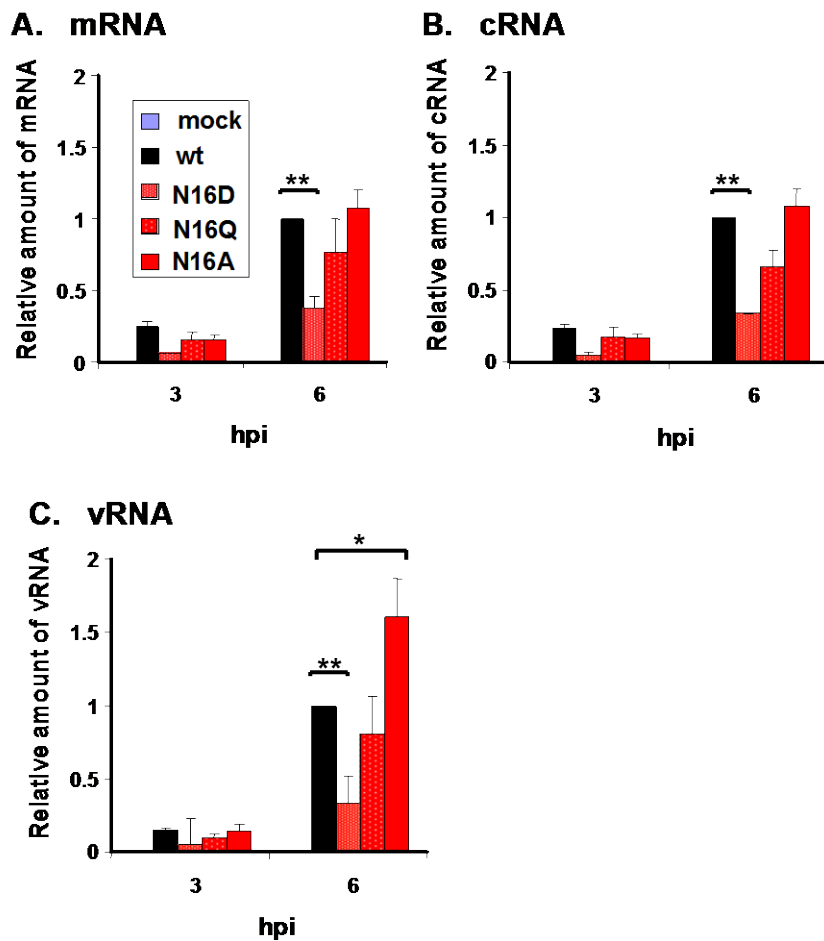 A. mRNA
Relative amount of mRNA
2
1.5
1
0.5
0
mock
wt
N16D
N16Q
N16A
**
3
6
hpi
B. cRNA
Relative amount of cRNA
2
1.5
1
0.5
0
**
3
6
hpi
C. vRNA
Relative amount of vRNA
2
1.5
1
0.5
0
*
**
3
6
hpi